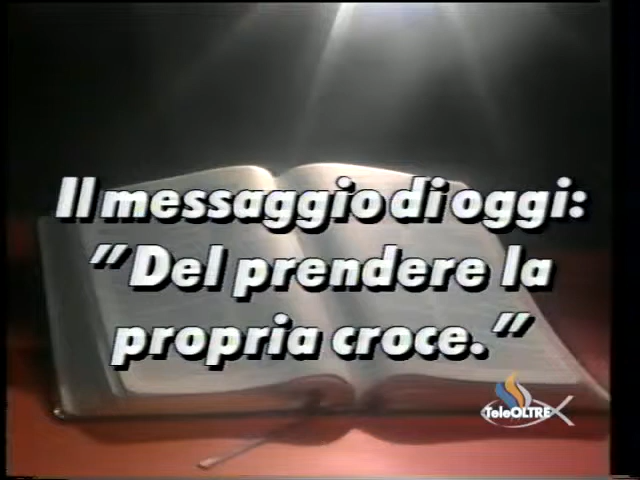 Il messaggio di oggi:
"Del prendere la
propria croce."
TeleOLTRE